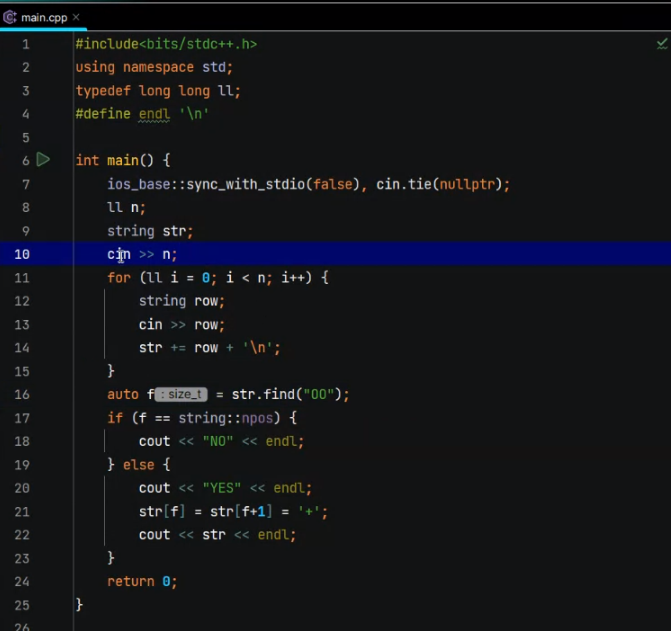 main.cpp ×
1 #include<bits/stdc++.h>
2 using namespace std;
3 typedef long long ll;
4 #define endl '\n'
5
6 int main() {
7 ios_base::sync_with_stdio(false), cin.tie(nullptr);
8 ll n;
9 string str;
10 cin >> n;
11 for (ll i = 0; i < n; i++) {
12 string row;
13 cin >> row;
14 str += row + '\n';
15 }
16 auto f : size_t = str.find("OO");
17 if (f == string::npos) {
18 cout << "NO" << endl;
19 } else {
20 cout << "YES" << endl;
21 str[f] = str[f+1] = '+';
22 cout << str << endl;
23 }
24 return 0;
25 }
26